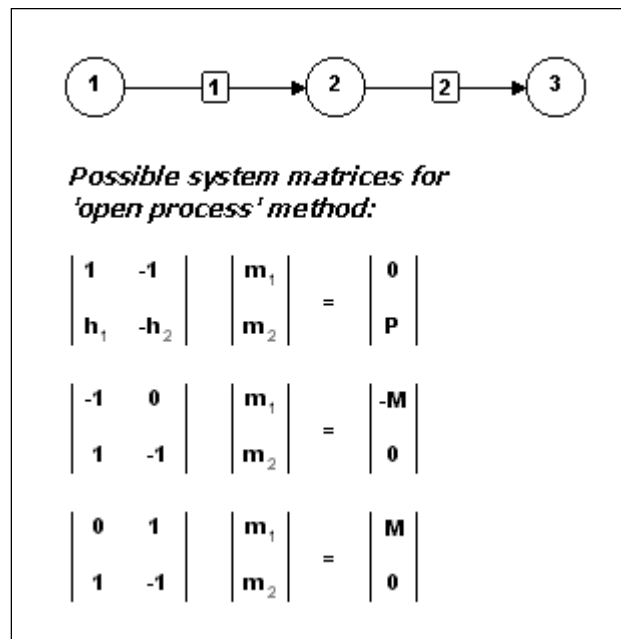 1 1 2 2 3
Possible system matrices for
'open process' method:
1 -1 m1 0
=
h1 -h2 m2 P
-1 0 m1 -M
=
1 -1 m2 0
0 1 m1 M
=
1 -1 m2 0